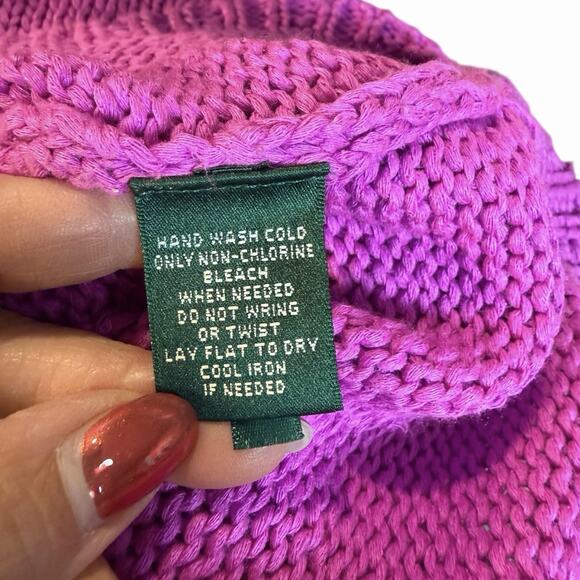 HAND WASH COLD
ONLY NON-CHLORINE
BLEACH
WHEN NEEDED
DO NOT WRING
OR TWIST
LAY FLAT TO DRY
COOL IRON
IF NEEDED